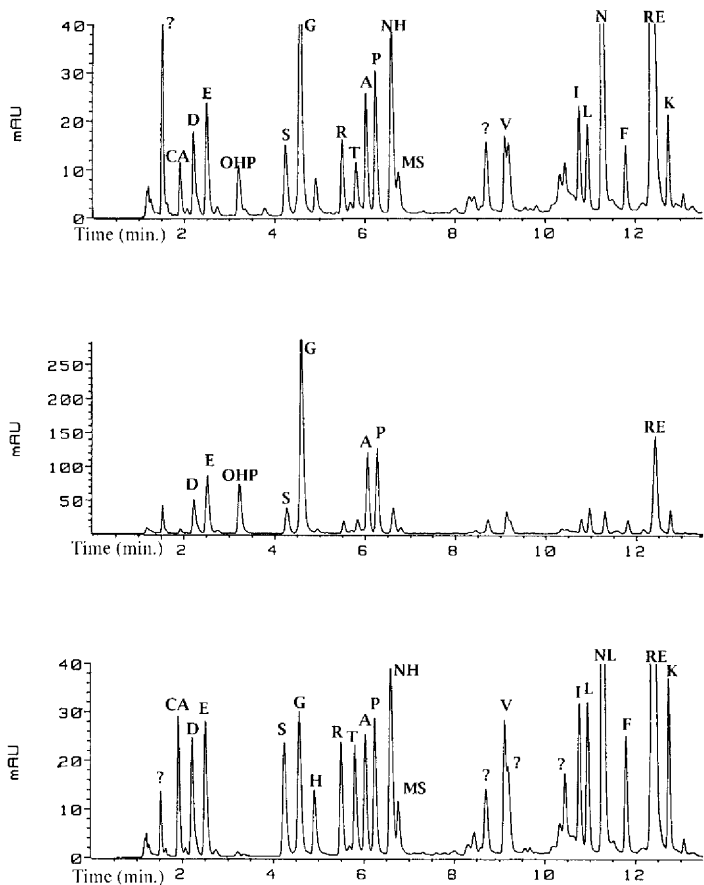 40 ? G NH N RE
P
30
E A I
D L K
mAU 20 S R ? V F
CA OHP T MS
10
0
Time (min.) 2 4 6 8 10 12
G
250
200
mAU 150 A P RE
100 E OHP
D S
50
Time (min.) 2 4 6 8 10 12
40 NH NL RE K
CA G P I L
30 D E S A V
R T F
mAU 20 ? H ? ? ?
MS
10
0
Time (min.) 2 4 6 8 10 12